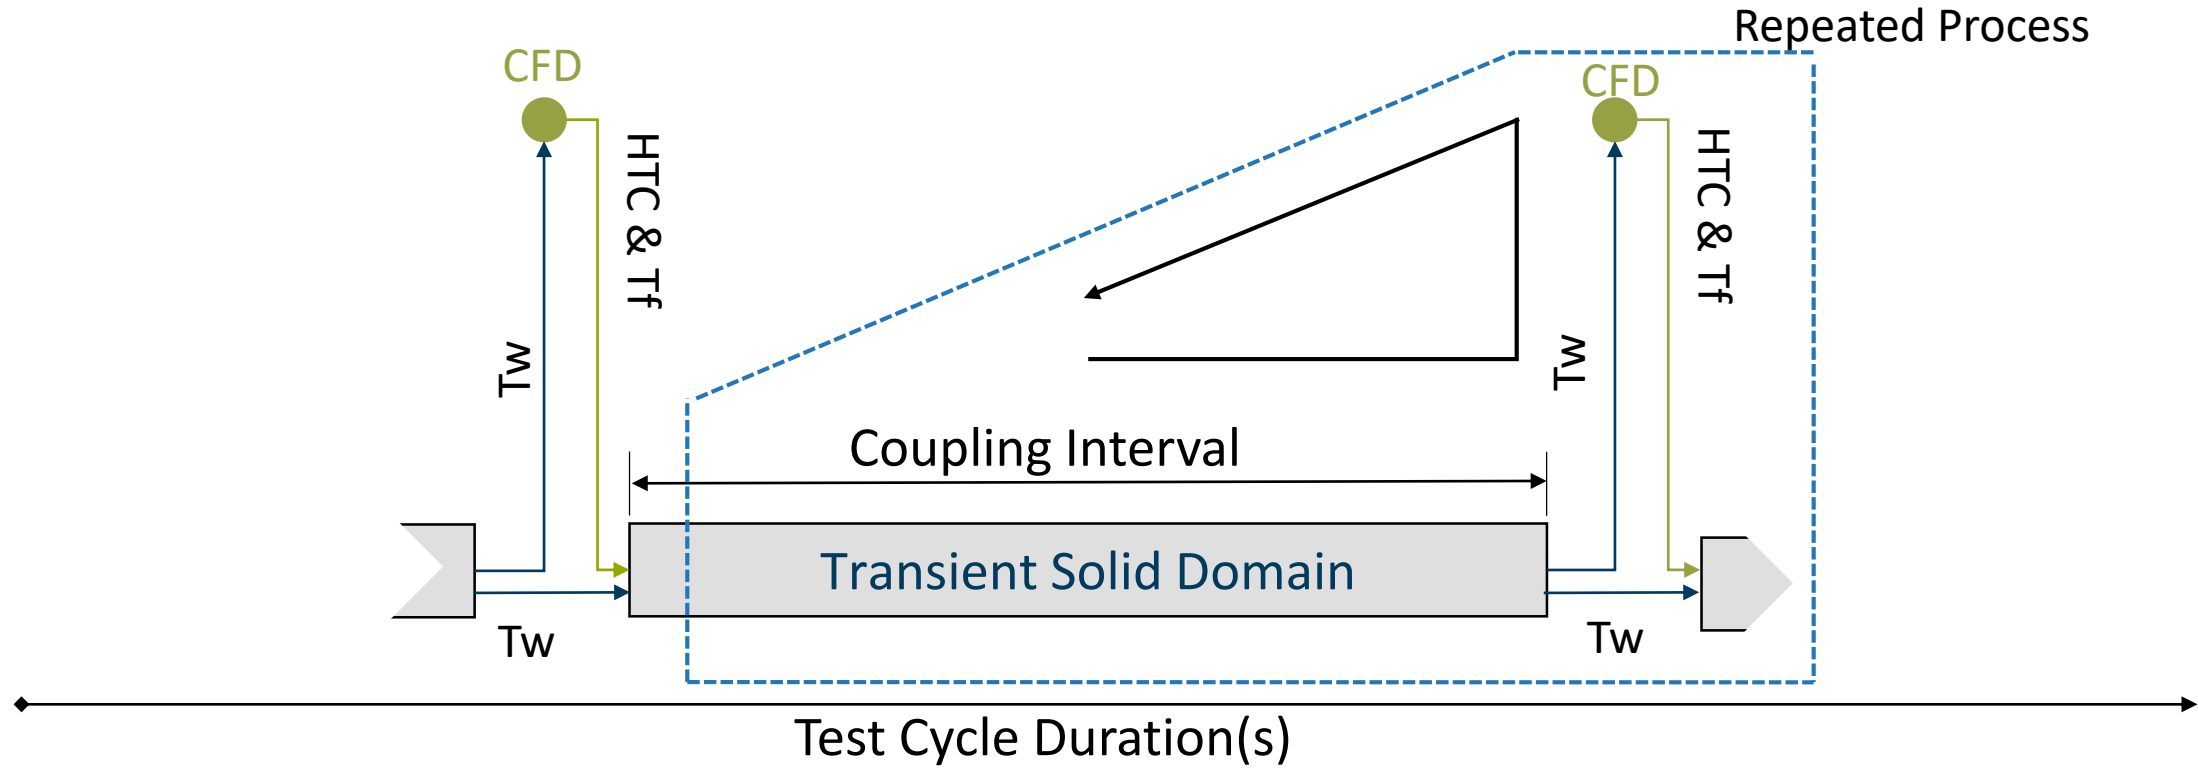 Repeated Process
CFD
CFD
HTC & Tf
HTC & Tf
Tw
Tw
Coupling Interval
Transient Solid Domain
Tw
Tw
Test Cycle Duration(s)